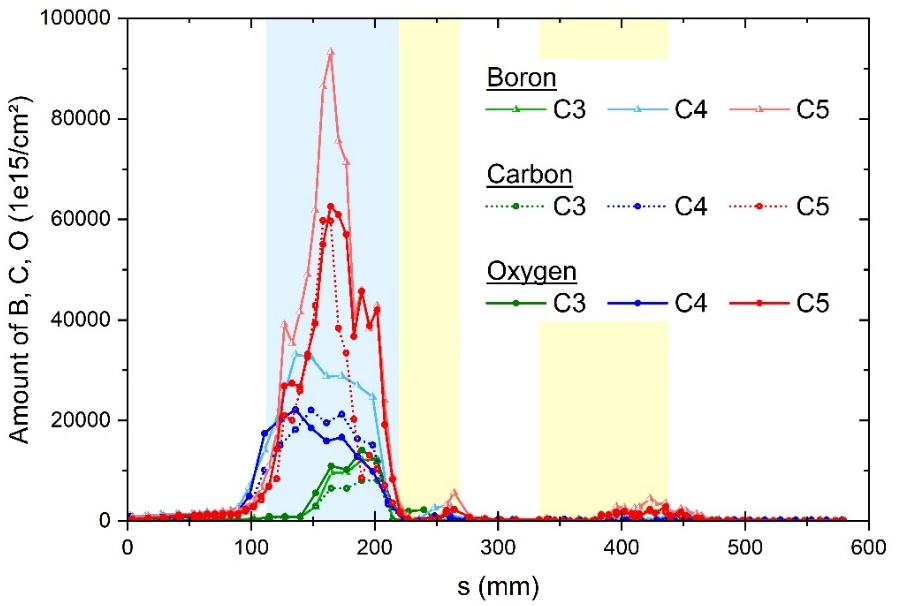 100000
80000
60000
40000
20000
0
Amount of B, C, O (1e15/cm²)
Boron
C3 C4 C5
Carbon
C3 C4 C5
Oxygen
C3 C4 C5
0 100 200 300 400 500 600
s (mm)